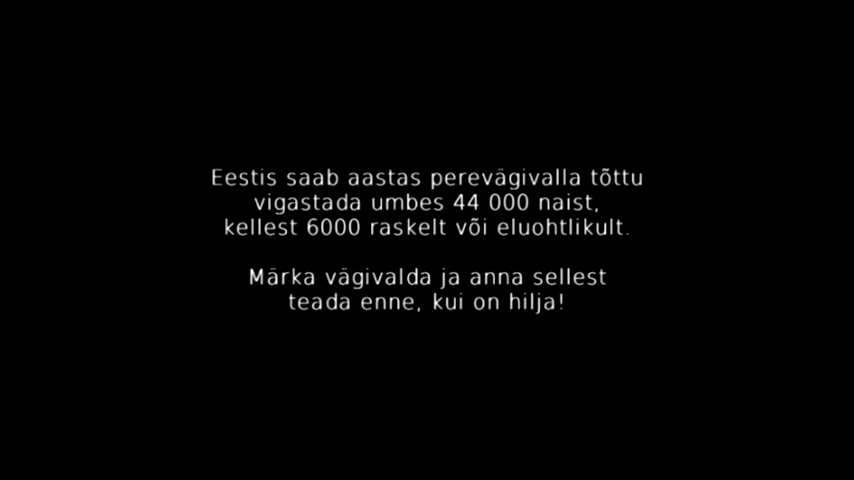 Eestis saab aastas perevägivalla tõttu
vigastada umbes 44 000 naist,
kellest 6000 raskelt või eluohtlikult.
Märka vägivalda ja anna sellest
teada enne, kui on hilja!